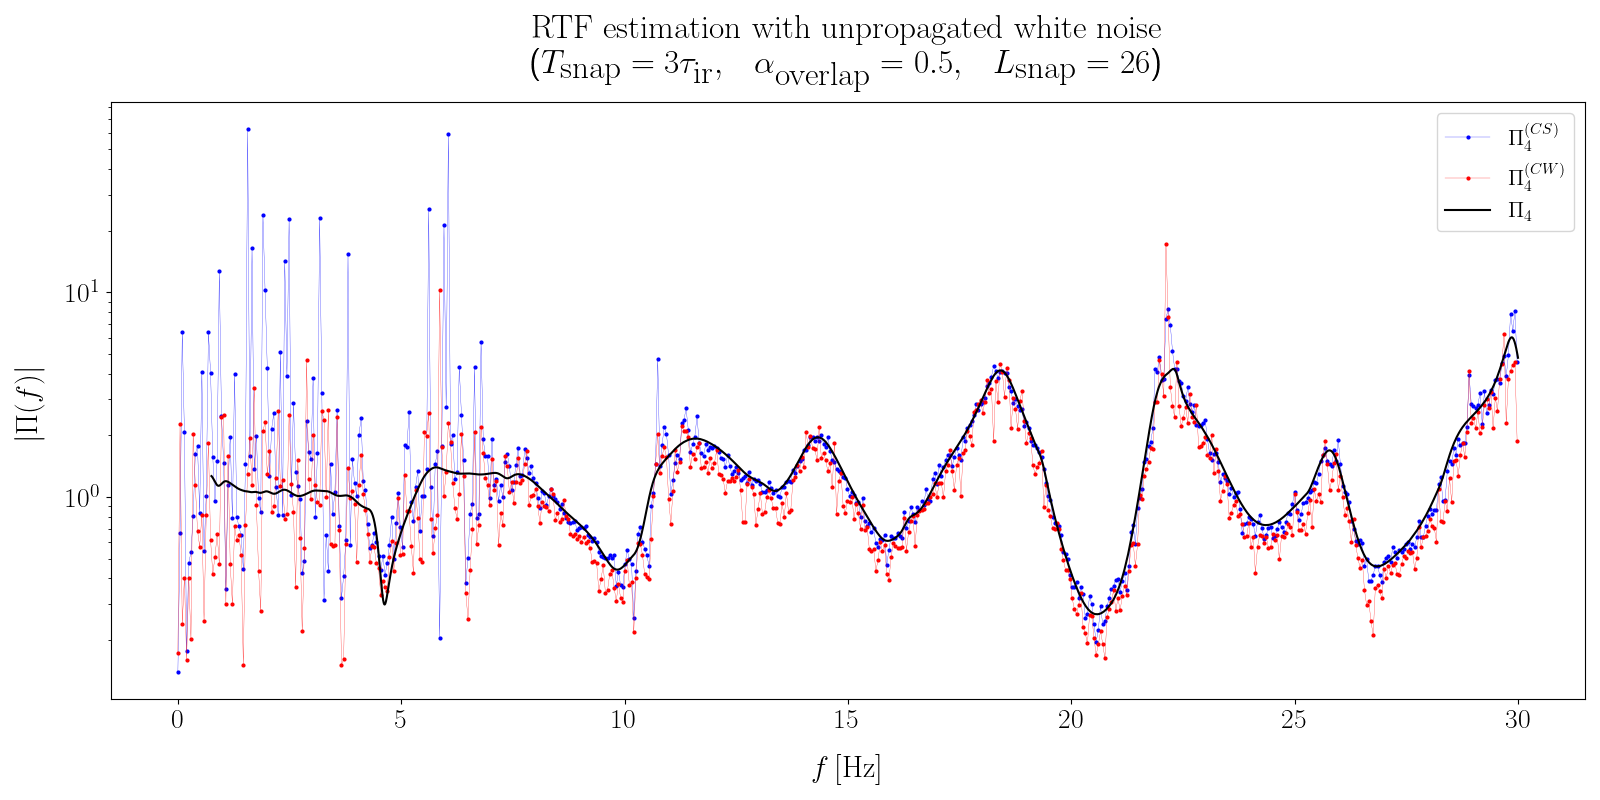 RTF estimation with unpropagated white noise
(T_snap = 3τ_ir, α_overlap = 0.5, L_snap = 26)
Π_4^(CS)
Π_4^(CW)
Π_4
|Π(f)|
10^1
10^0
0 5 10 15 20 25 30
f [Hz]